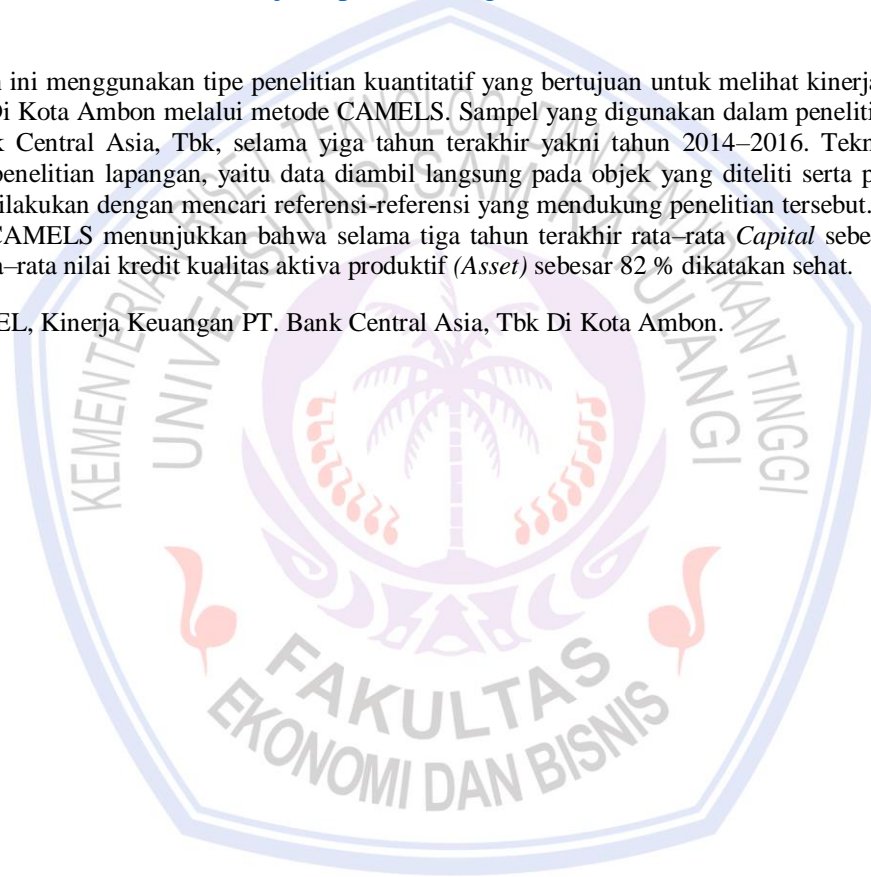 ini menggunakan tipe penelitian kuantitatif yang bertujuan untuk melihat kinerja
Di Kota Ambon melalui metode CAMELS. Sampel yang digunakan dalam peneliti
k Central Asia, Tbk, selama yiga tahun terakhir yakni tahun 2014–2016. Tekn
penelitian lapangan, yaitu data diambil langsung pada objek yang diteliti serta p
ilakukan dengan mencari referensi-referensi yang mendukung penelitian tersebut.
CAMELS menunjukkan bahwa selama tiga tahun terakhir rata–rata Capital sebe
a–rata nilai kredit kualitas aktiva produktif (Asset) sebesar 82 % dikatakan sehat.
EL, Kinerja Keuangan PT. Bank Central Asia, Tbk Di Kota Ambon.
UNIVERSITAS SAM RATULANGI
FAKULTAS
EKONOMI DAN BISNIS